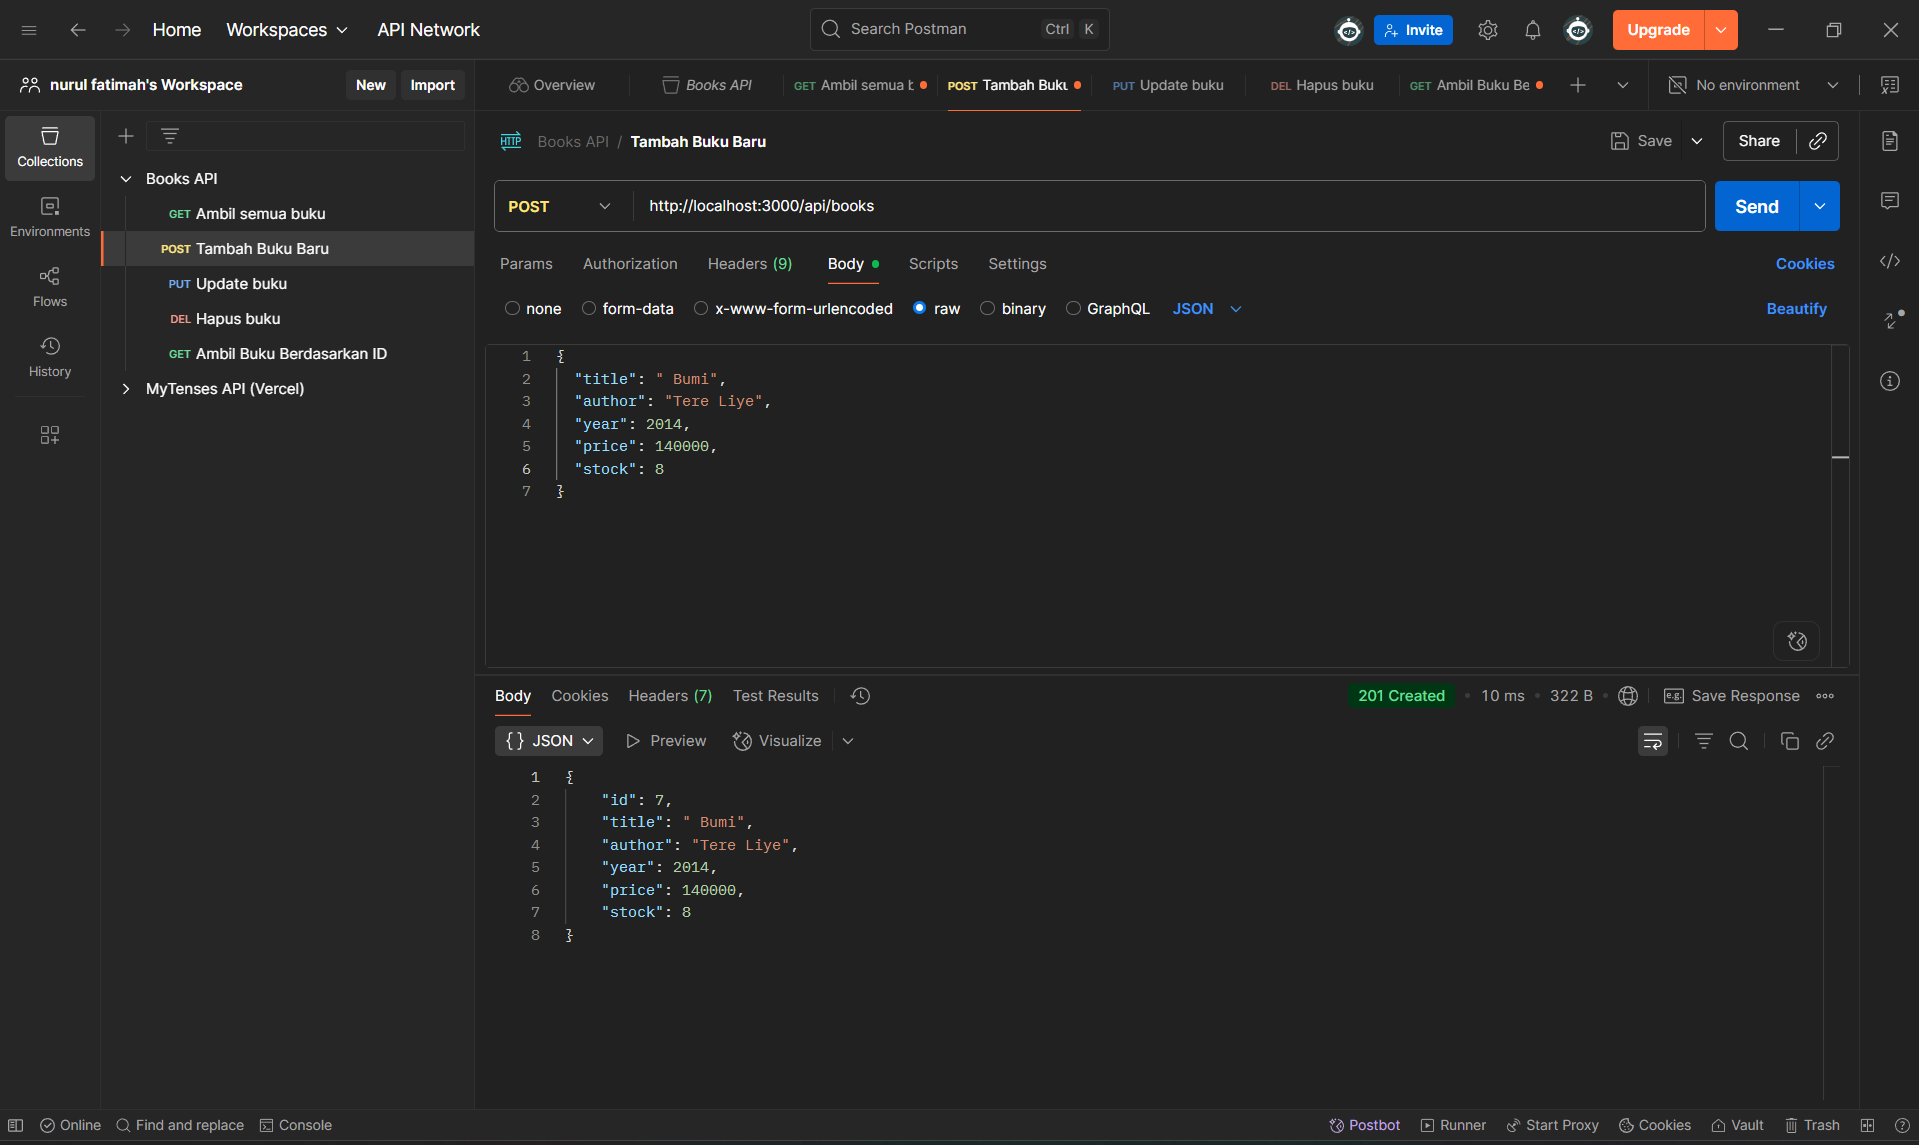 Home Workspaces API Network Search Postman Ctrl K Invite Upgrade
nurul fatimah's Workspace New Import Overview Books API GET Ambil semua b POST Tambah Buku PUT Update buku DEL Hapus buku GET Ambil Buku Be No environment
Collections
Environments
Flows
History
Books API
GET Ambil semua buku
POST Tambah Buku Baru
PUT Update buku
DEL Hapus buku
GET Ambil Buku Berdasarkan ID
MyTenses API (Vercel)
HTTP Books API / Tambah Buku Baru Save Share
POST http://localhost:3000/api/books Send
Params Authorization Headers (9) Body Scripts Settings Cookies
none form-data x-www-form-urlencoded raw binary GraphQL JSON Beautify
1 {
2 "title": " Bumi",
3 "author": "Tere Liye",
4 "year": 2014,
5 "price": 140000,
6 "stock": 8
7 }
Body Cookies Headers (7) Test Results 201 Created • 10 ms • 322 B • e.g. Save Response
{} JSON Preview Visualize
1 {
2 "id": 7,
3 "title": " Bumi",
4 "author": "Tere Liye",
5 "year": 2014,
6 "price": 140000,
7 "stock": 8
8 }
Online Find and replace Console Postbot Runner Start Proxy Cookies Vault Trash